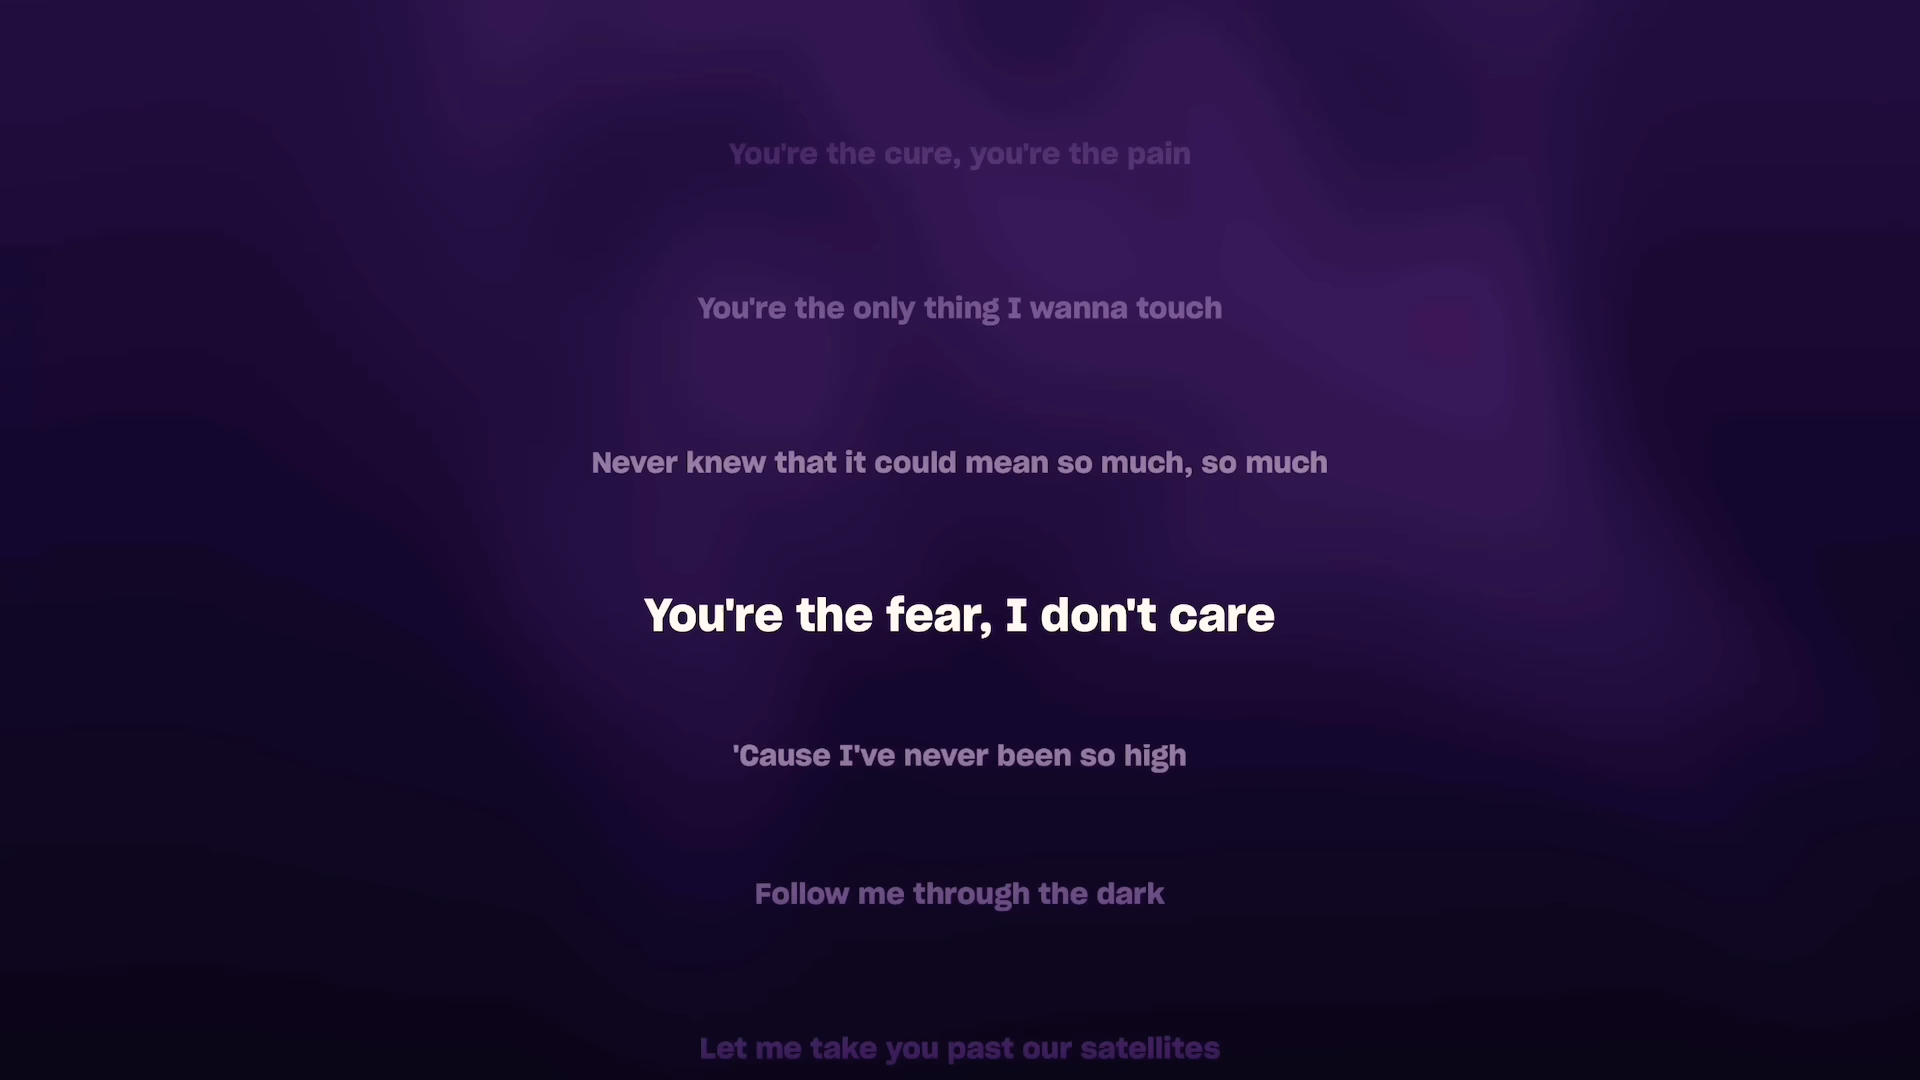 You're the cure, you're the pain
You're the only thing I wanna touch
Never knew that it could mean so much, so much
You're the fear, I don't care
'Cause I've never been so high
Follow me through the dark
Let me take you past our satellites